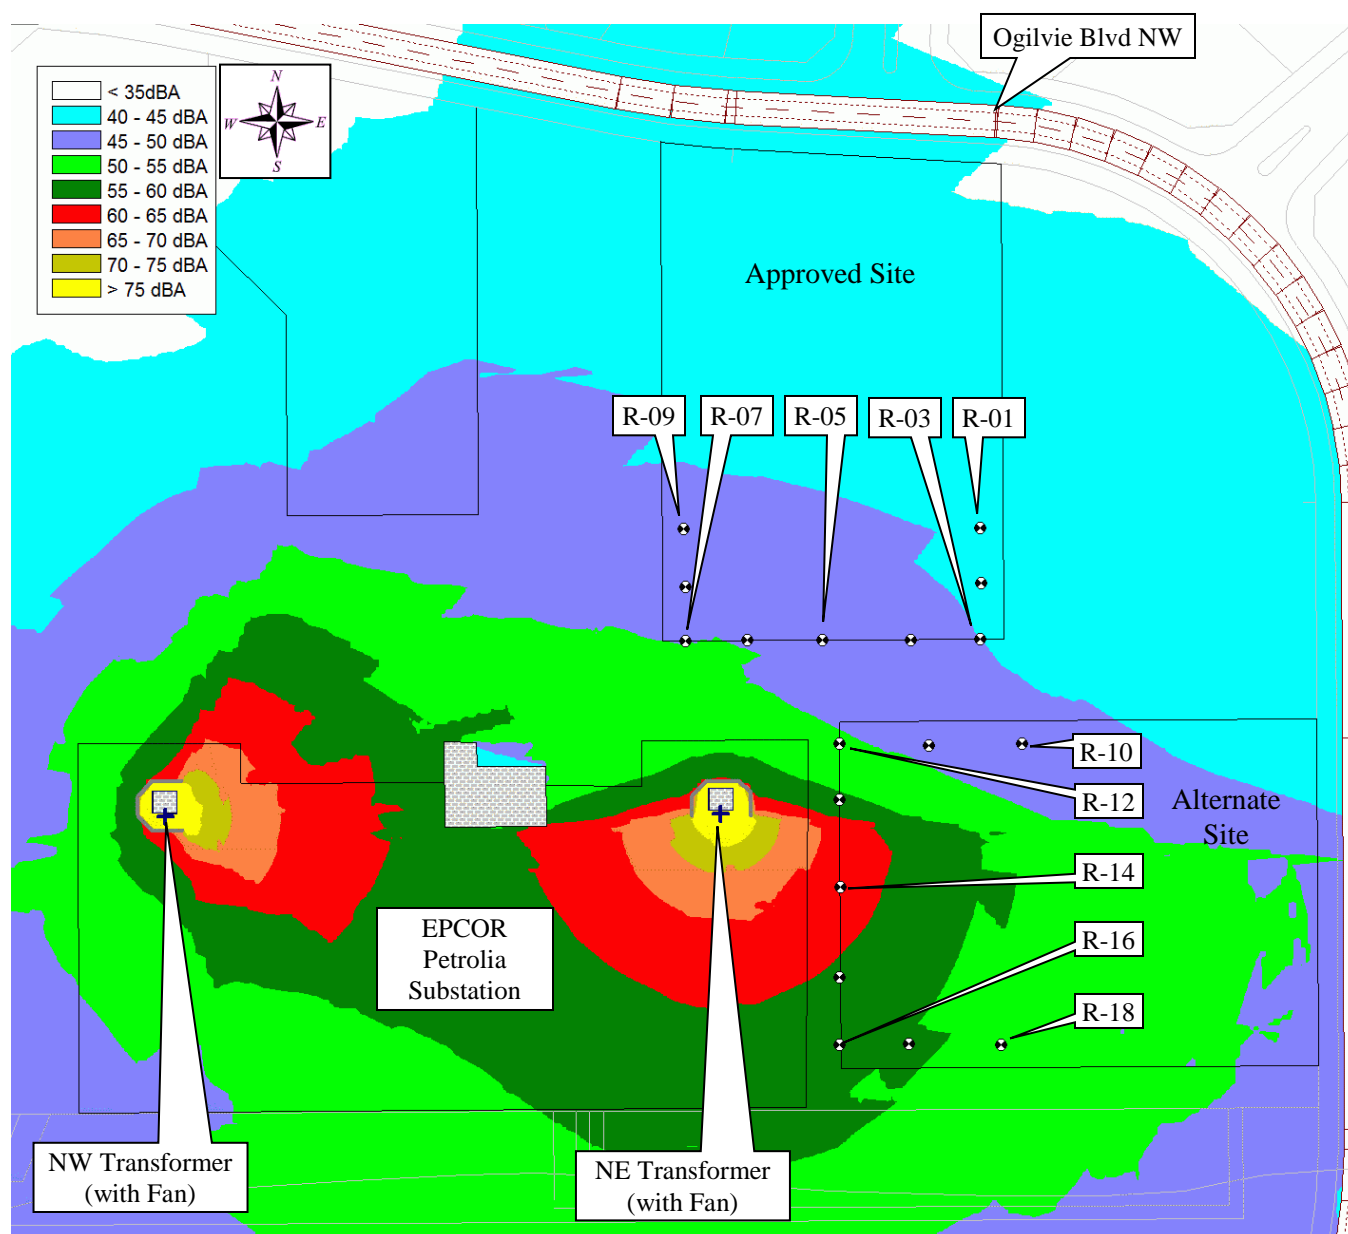 Ogilvie Blvd NW
< 35dBA
40 - 45 dBA
45 - 50 dBA
50 - 55 dBA
55 - 60 dBA
60 - 65 dBA
65 - 70 dBA
70 - 75 dBA
> 75 dBA
N
W
E
S
Approved Site
R-09
R-07
R-05
R-03
R-01
R-10
R-12
Alternate
Site
R-14
R-16
R-18
EPCOR
Petrolia
Substation
NW Transformer
(with Fan)
NE Transformer
(with Fan)